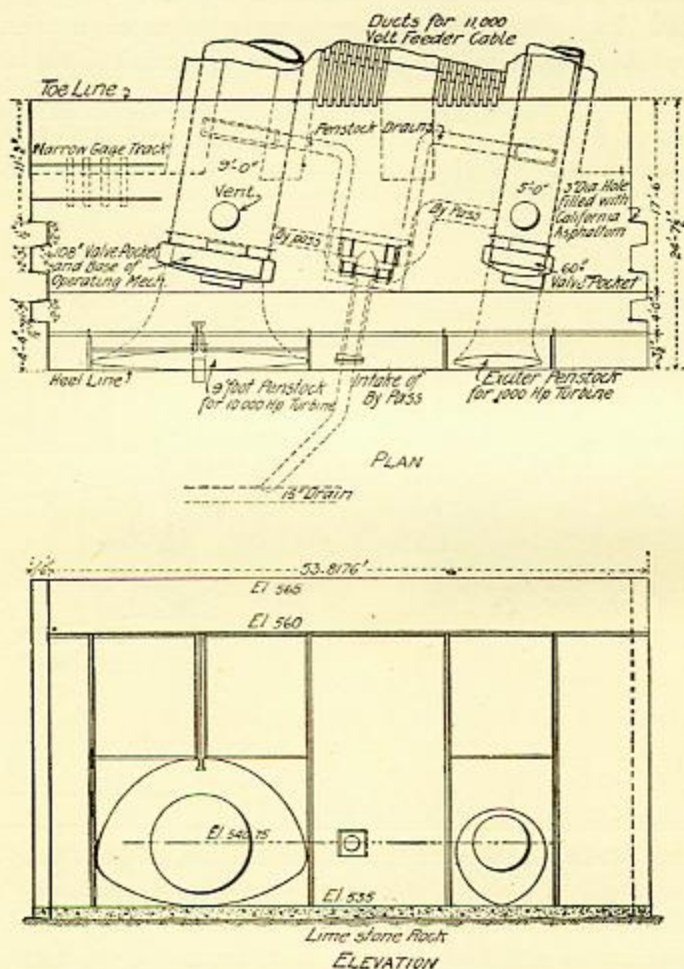 Ducts for 11,000
Volt Feeder Cable
Toe Line
Penstock Drain
Narrow Gage Track
9'-0"
5'-0"
3" Dia. Hole
filled with
California
Asphaltum
Vent.
By Pass
By pass
17'-6"
108" Valve Pocket
and Base of
Operating Mech.
60"
Valve Pocket
Heel Line
9 foot Penstock
for 10000 Hp Turbine
Intake of
By Pass
Exciter Penstock
for 1000 Hp Turbine
PLAN
15" Drain
53.8176'
El 565
El 560
El 540.75
El 535
Lime stone Rock
ELEVATION